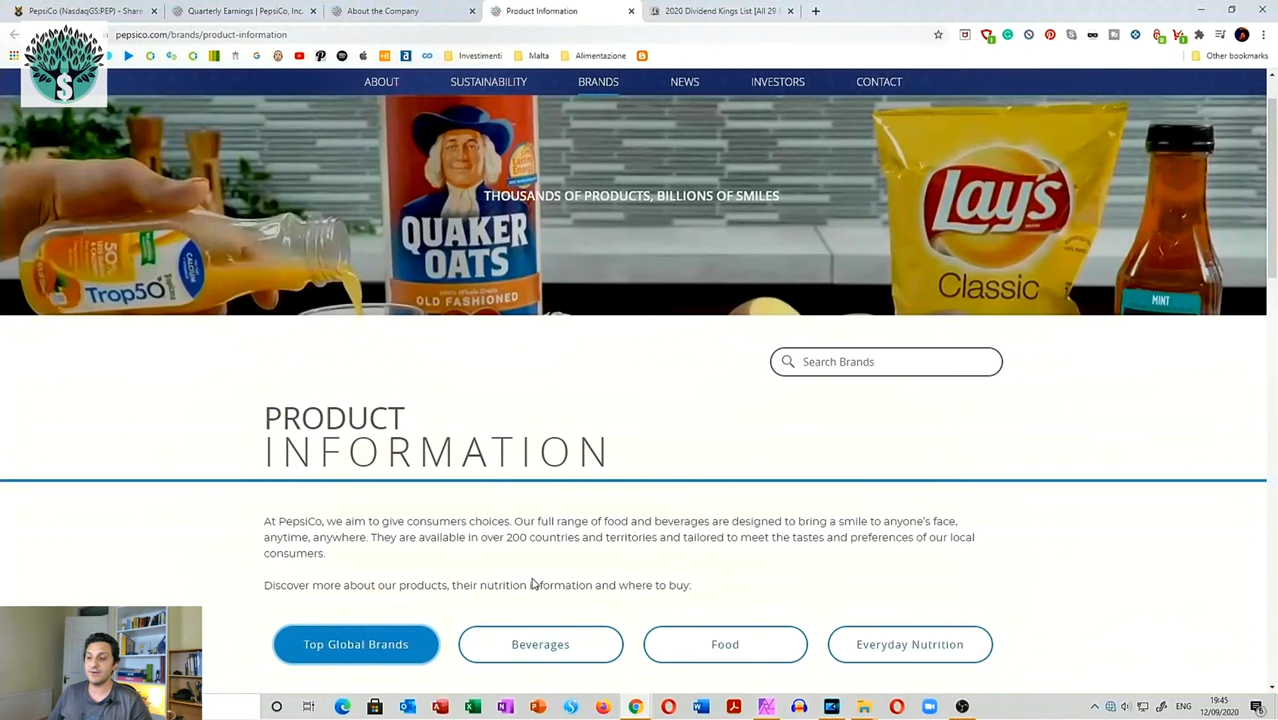 PepsiCo (NasdaqGS:PEP) - Share
Quarterly Earnings | PepsiCo, Inc.
About the Company
Product Information
2020 Dividend Kings List [All 29
pepsico.com/brands/product-information
Investimenti
Malta
Alimentazione
Other bookmarks
$
ABOUT
SUSTAINABILITY
BRANDS
NEWS
INVESTORS
CONTACT
THOUSANDS OF PRODUCTS, BILLIONS OF SMILES
QUAKER
OATS
OLD FASHIONED
Lay's
Classic
50%
CALCIUM
Trop50
MINT
Search Brands
PRODUCT
INFORMATION
At PepsiCo, we aim to give consumers choices. Our full range of food and beverages are designed to bring a smile to anyone's face,
anytime, anywhere. They are available in over 200 countries and territories and tailored to meet the tastes and preferences of our local
consumers.
Discover more about our products, their nutrition information and where to buy:
Top Global Brands
Beverages
Food
Everyday Nutrition
ENG
19:45
12/09/2020